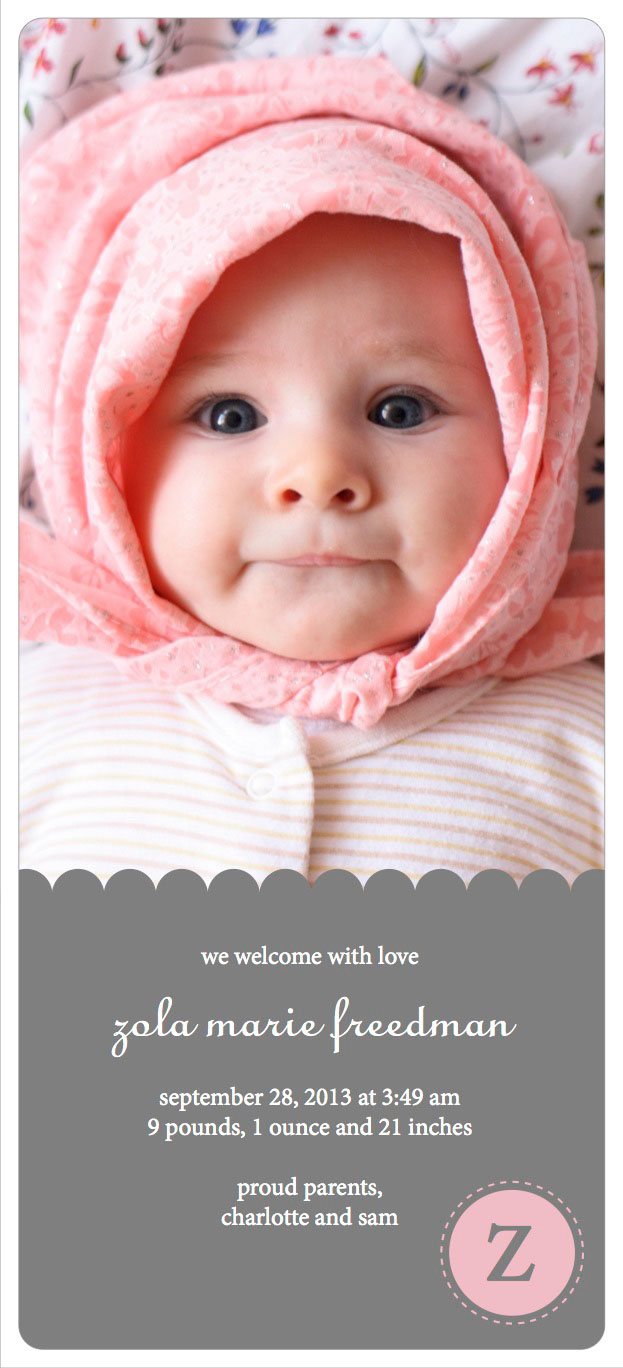 we welcome with love
zola marie freedman
september 28, 2013 at 3:49 am
9 pounds, 1 ounce and 21 inches
proud parents,
charlotte and sam
Z